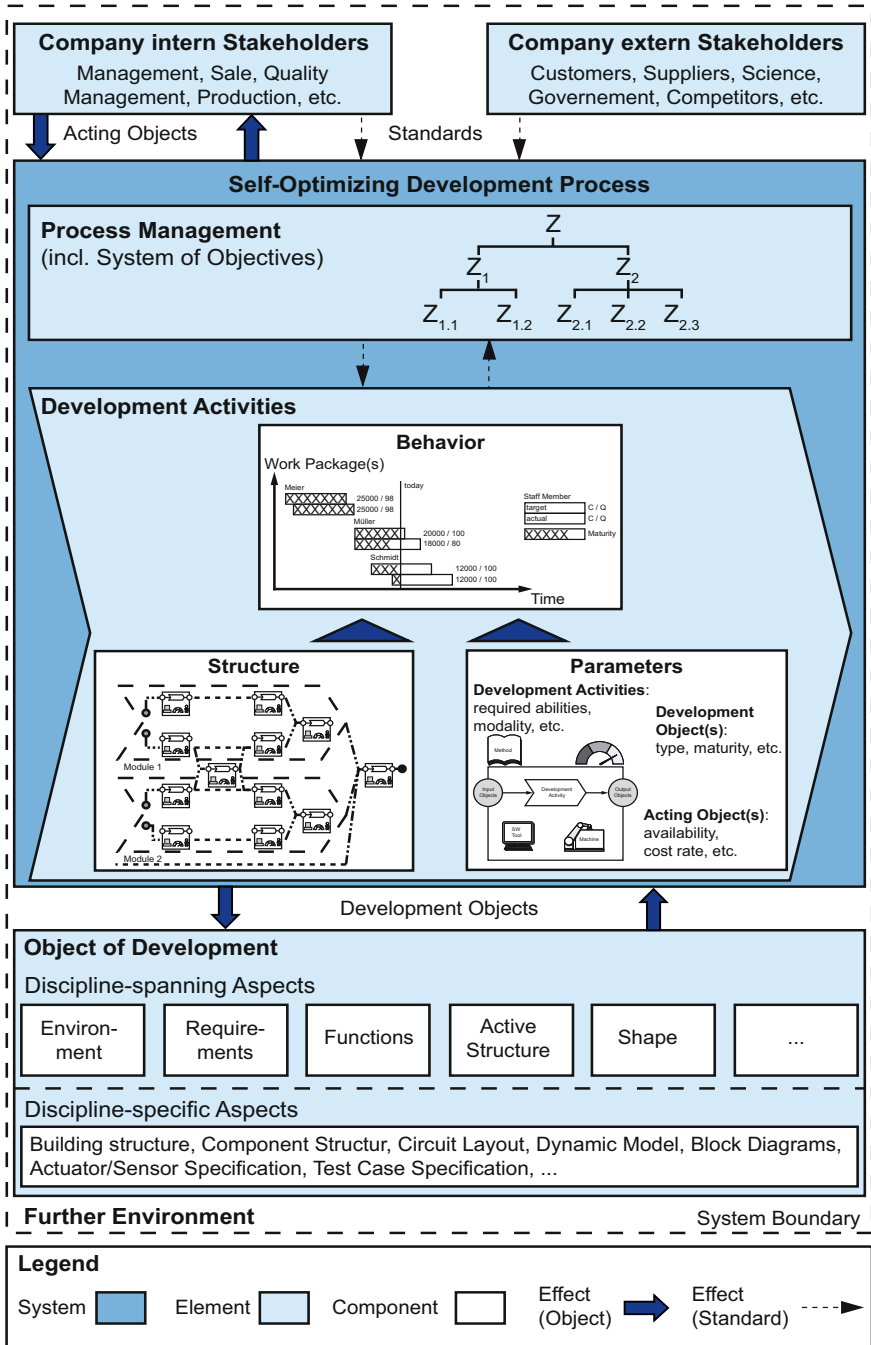 Company intern Stakeholders
Management, Sale, Quality
Management, Production, etc.
Company extern Stakeholders
Customers, Suppliers, Science,
Governement, Competitors, etc.
Acting Objects
Standards
Self-Optimizing Development Process
Process Management
(incl. System of Objectives)
Z
Z1
Z2
Z1.1
Z1.2
Z2.1
Z2.2
Z2.3
Development Activities
Behavior
Work Package(s)
today
Meier
25000 / 98
25000 / 98
Müller
20000 / 100
18000 / 80
Schmidt
12000 / 100
12000 / 100
Time
Staff Member
target
C / Q
actual
C / Q
Maturity
Structure
Module 1
Module 2
Parameters
Development Activities:
required abilities,
modality, etc.
Development
Object(s):
type, maturity, etc.
Method
Input
Objects
Development
Activity
Output
Objects
SW
Tool
Machine
Acting Object(s):
availability,
cost rate, etc.
Development Objects
Object of Development
Discipline-spanning Aspects
Environ-
ment
Require-
ments
Functions
Active
Structure
Shape
...
Discipline-specific Aspects
Building structure, Component Structur, Circuit Layout, Dynamic Model, Block Diagrams,
Actuator/Sensor Specification, Test Case Specification, ...
Further Environment
System Boundary
Legend
System
Element
Component
Effect
(Object)
Effect
(Standard)